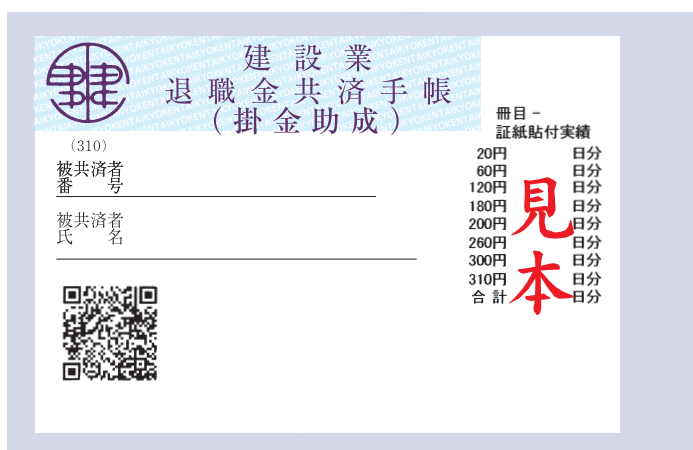 建設業
退職金共済手帳
(掛金助成)
(310)
被共済者
番　　号
被共済者
氏　　名
冊目－
証紙貼付実績
20円　日分
60円　日分
120円　日分
180円　日分
200円　日分
260円　日分
300円　日分
310円　日分
合計　日分
見本